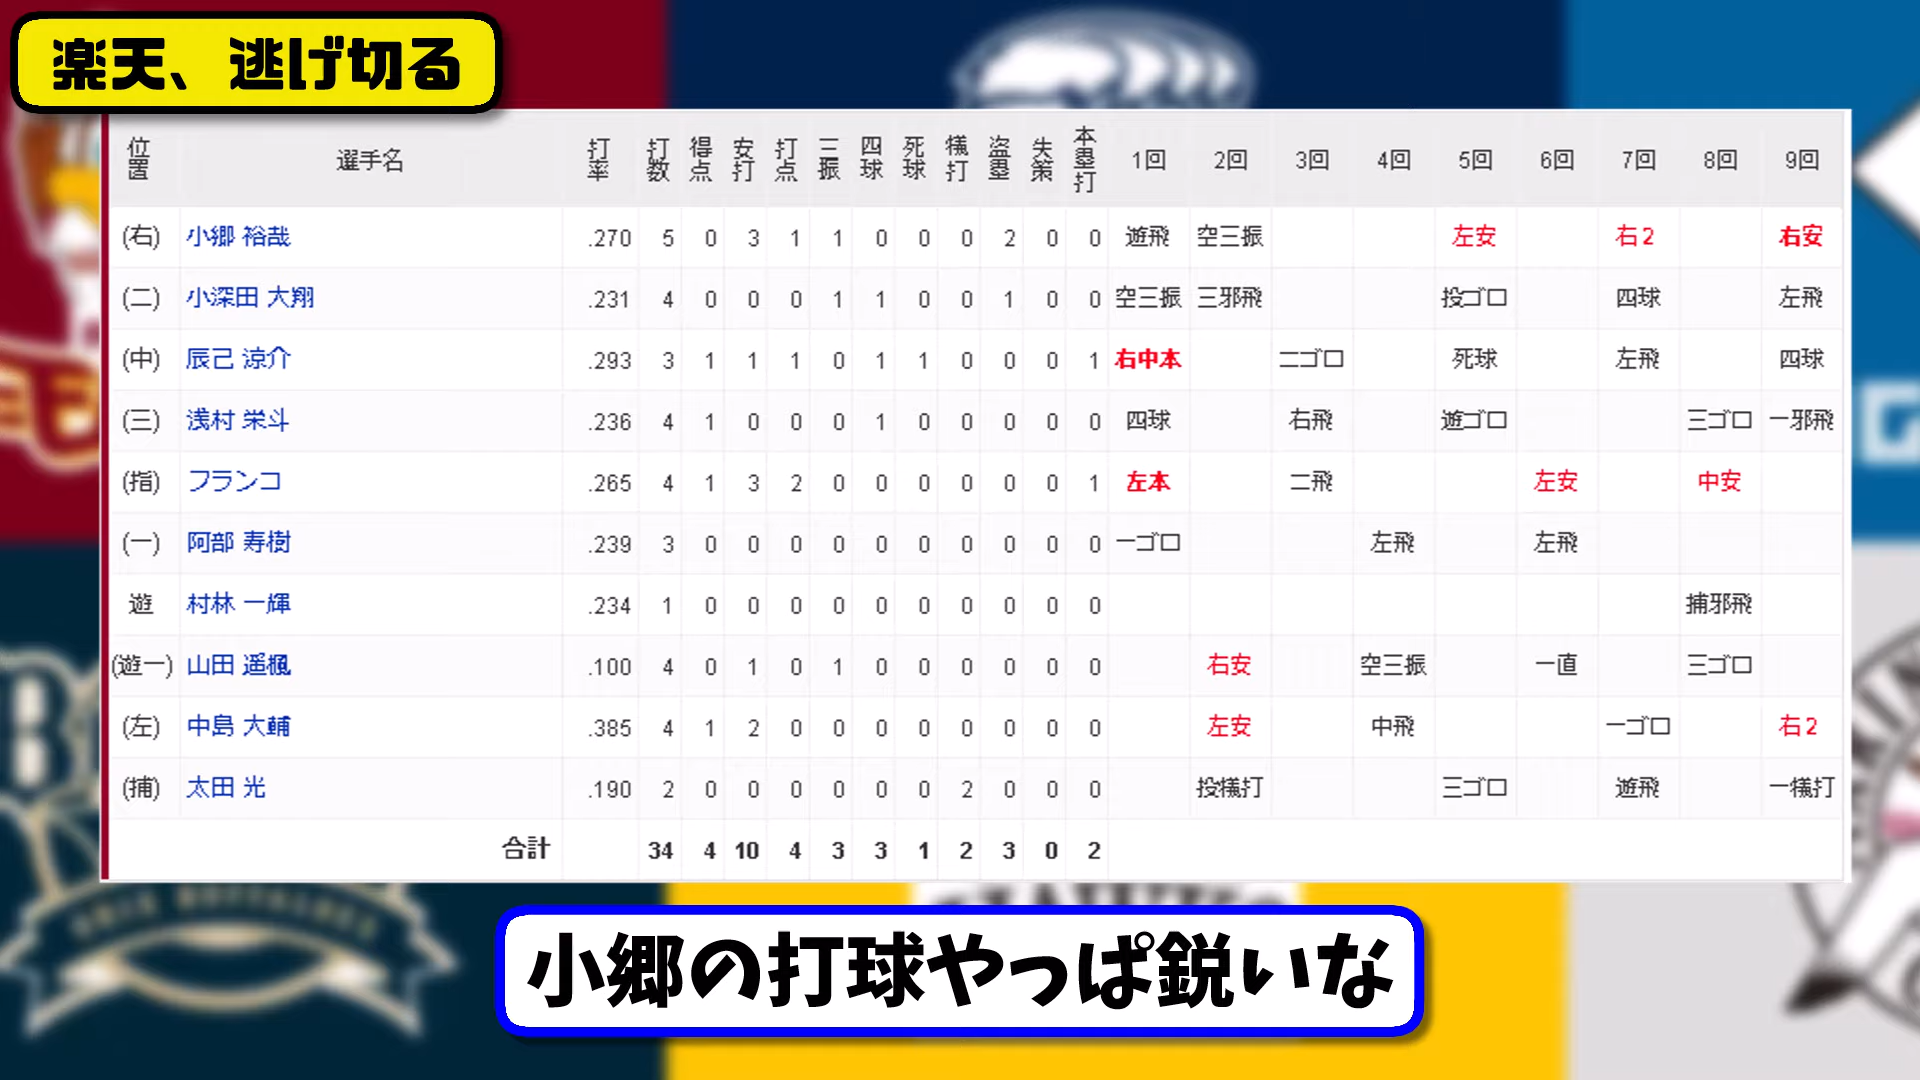 楽天、逃げ切る
位置 選手名 打率 打数 得点 安打 打点 三振 四球 死球 犠打 盗塁 失策 本塁打 1回 2回 3回 4回 5回 6回 7回 8回 9回
(右) 小郷 裕哉 .270 5 0 3 1 1 0 0 0 2 0 0 遊飛 空三振 左安 右2 右安
(二) 小深田 大翔 .231 4 0 0 0 1 1 0 0 1 0 0 空三振 三邪飛 投ゴロ 四球 左飛
(中) 辰己 涼介 .293 3 1 1 1 0 1 1 0 0 0 1 右中本 二ゴロ 死球 左飛 四球
(三) 浅村 栄斗 .236 4 1 0 0 0 1 0 0 0 0 0 四球 右飛 遊ゴロ 三ゴロ 一邪飛
(指) フランコ .265 4 1 3 2 0 0 0 0 0 0 1 左本 二飛 左安 中安
(一) 阿部 寿樹 .239 3 0 0 0 0 0 0 0 0 0 0 一ゴロ 左飛 左飛
遊 村林 一輝 .234 1 0 0 0 0 0 0 0 0 0 0 捕邪飛
(遊一) 山田 遥楓 .100 4 0 1 0 1 0 0 0 0 0 0 右安 空三振 一直 三ゴロ
(左) 中島 大輔 .385 4 1 2 0 0 0 0 0 0 0 0 左安 中飛 一ゴロ 右2
(捕) 太田 光 .190 2 0 0 0 0 0 0 2 0 0 0 投犠打 三ゴロ 遊飛 一犠打
合計 34 4 10 4 3 3 1 2 3 0 2
小郷の打球やっぱ鋭いな